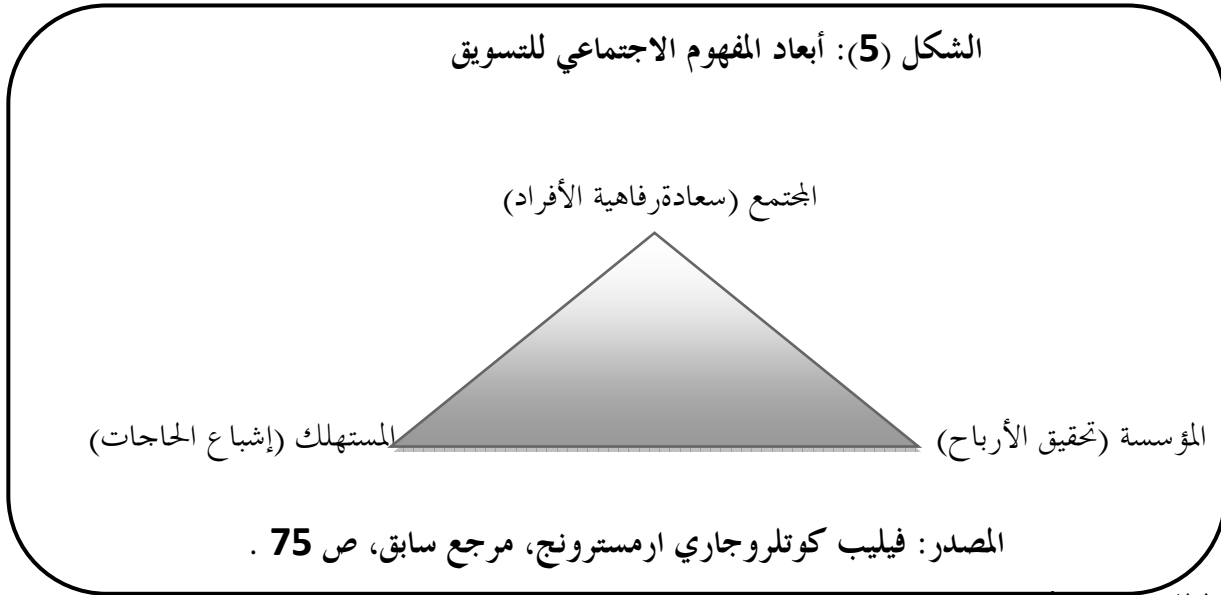 الشكل (5): أبعاد المفهوم الاجتماعي للتسويق
المجتمع (سعادةرفاهية الأفراد)
المؤسسة (تحقيق الأرباح)
المستهلك (إشباع الحاجات)
المصدر: فيليب كوتلروجاري ارمسترونج، مرجع سابق، ص 75 .